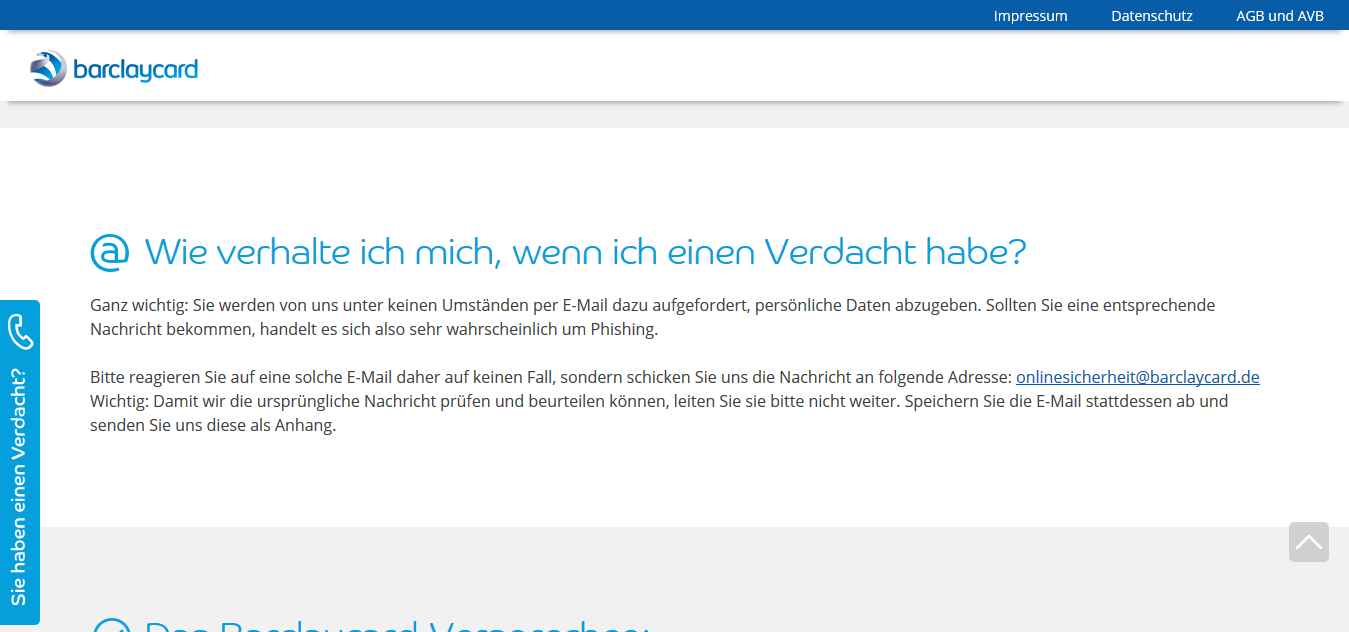 Impressum Datenschutz AGB und AVB
barclaycard
@ Wie verhalte ich mich, wenn ich einen Verdacht habe?
Ganz wichtig: Sie werden von uns unter keinen Umständen per E-Mail dazu aufgefordert, persönliche Daten abzugeben. Sollten Sie eine entsprechende
Nachricht bekommen, handelt es sich also sehr wahrscheinlich um Phishing.
Bitte reagieren Sie auf eine solche E-Mail daher auf keinen Fall, sondern schicken Sie uns die Nachricht an folgende Adresse: onlinesicherheit@barclaycard.de
Wichtig: Damit wir die ursprüngliche Nachricht prüfen und beurteilen können, leiten Sie sie bitte nicht weiter. Speichern Sie die E-Mail stattdessen ab und
senden Sie uns diese als Anhang.
Sie haben einen Verdacht?
Das Barclaycard Versprechen: